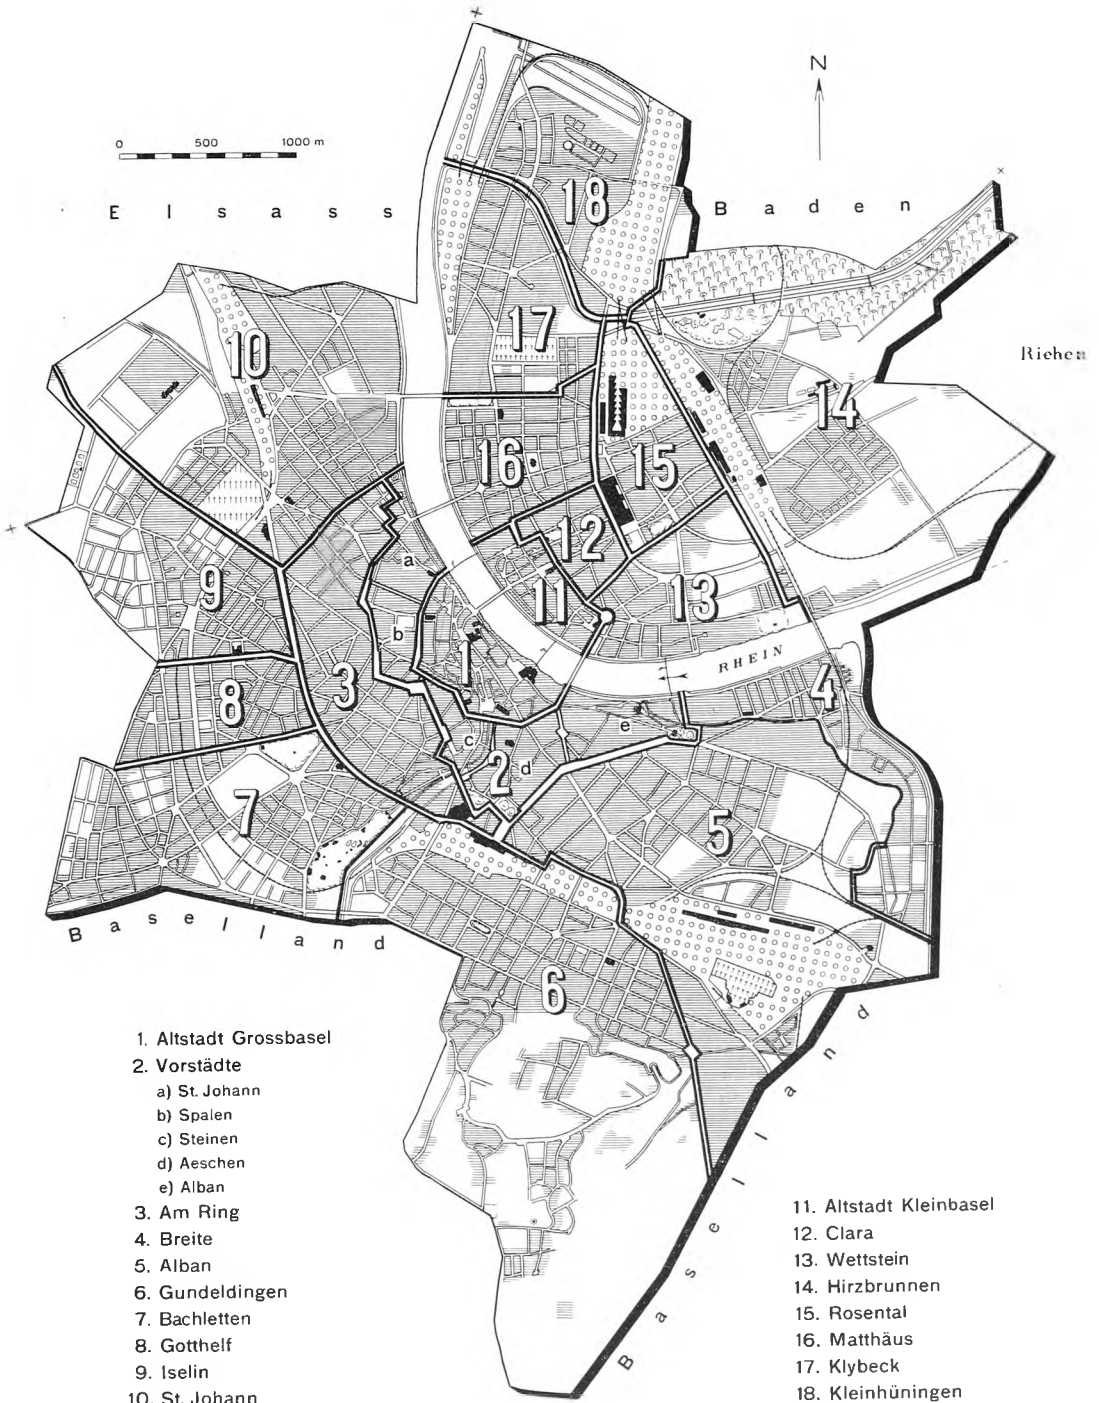 N
0 500 1000 m
Elsass
Baden
18
17
10
Riehen
14
16
15
12
a
9
11
13
b
1
RHEIN
3
4
8
e
c
2
d
7
5
Baselland
6
Baselland
1. Altstadt Grossbasel
2. Vorstädte
a) St. Johann
b) Spalen
c) Steinen
d) Aeschen
e) Alban
3. Am Ring
4. Breite
5. Alban
6. Gundeldingen
7. Bachletten
8. Gotthelf
9. Iselin
10. St. Johann
11. Altstadt Kleinbasel
12. Clara
13. Wettstein
14. Hirzbrunnen
15. Rosental
16. Matthäus
17. Klybeck
18. Kleinhüningen